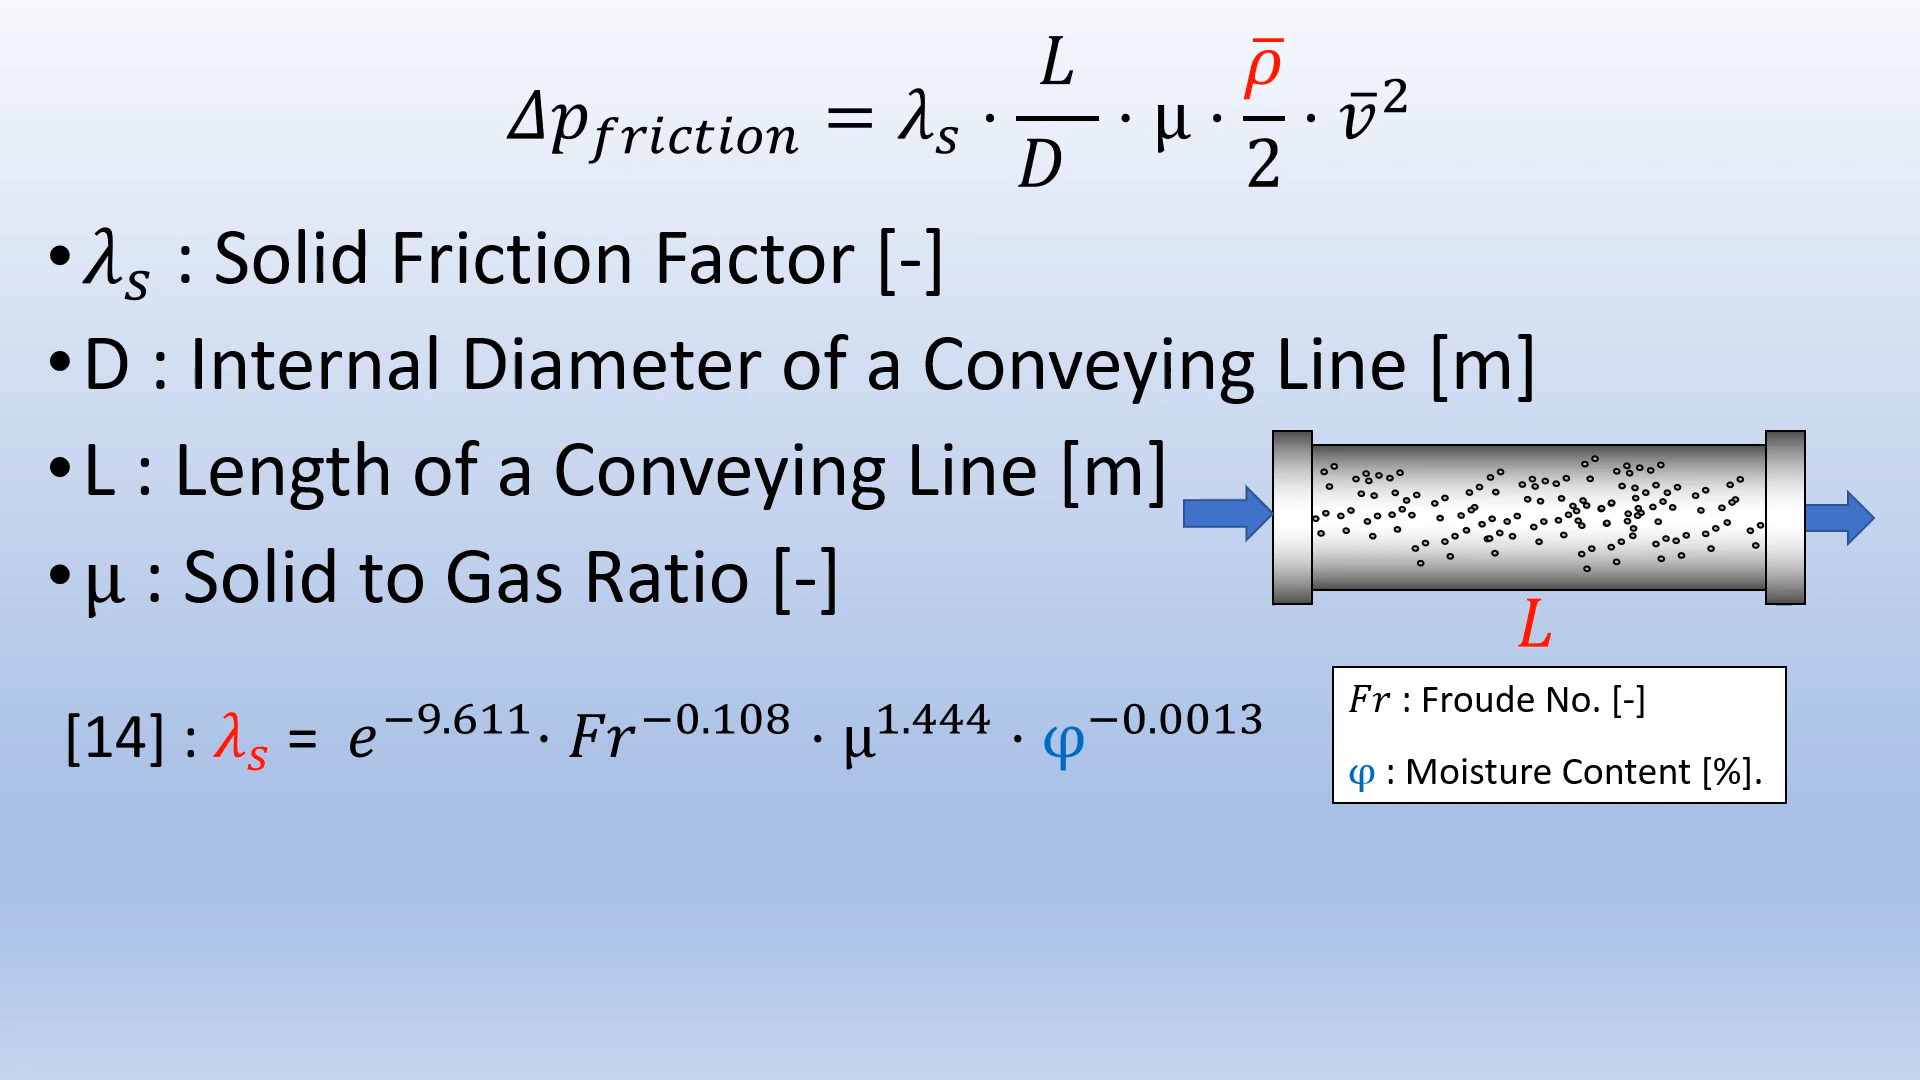 Δp_friction = λ_s · L/D · μ · ρ̄/2 · v̄²
• λ_s : Solid Friction Factor [-]
• D : Internal Diameter of a Conveying Line [m]
• L : Length of a Conveying Line [m]
• μ : Solid to Gas Ratio [-]
L
[14] : λ_s = e^−9.611 · Fr^−0.108 · μ^1.444 · φ^−0.0013
Fr : Froude No. [-]
φ : Moisture Content [%].